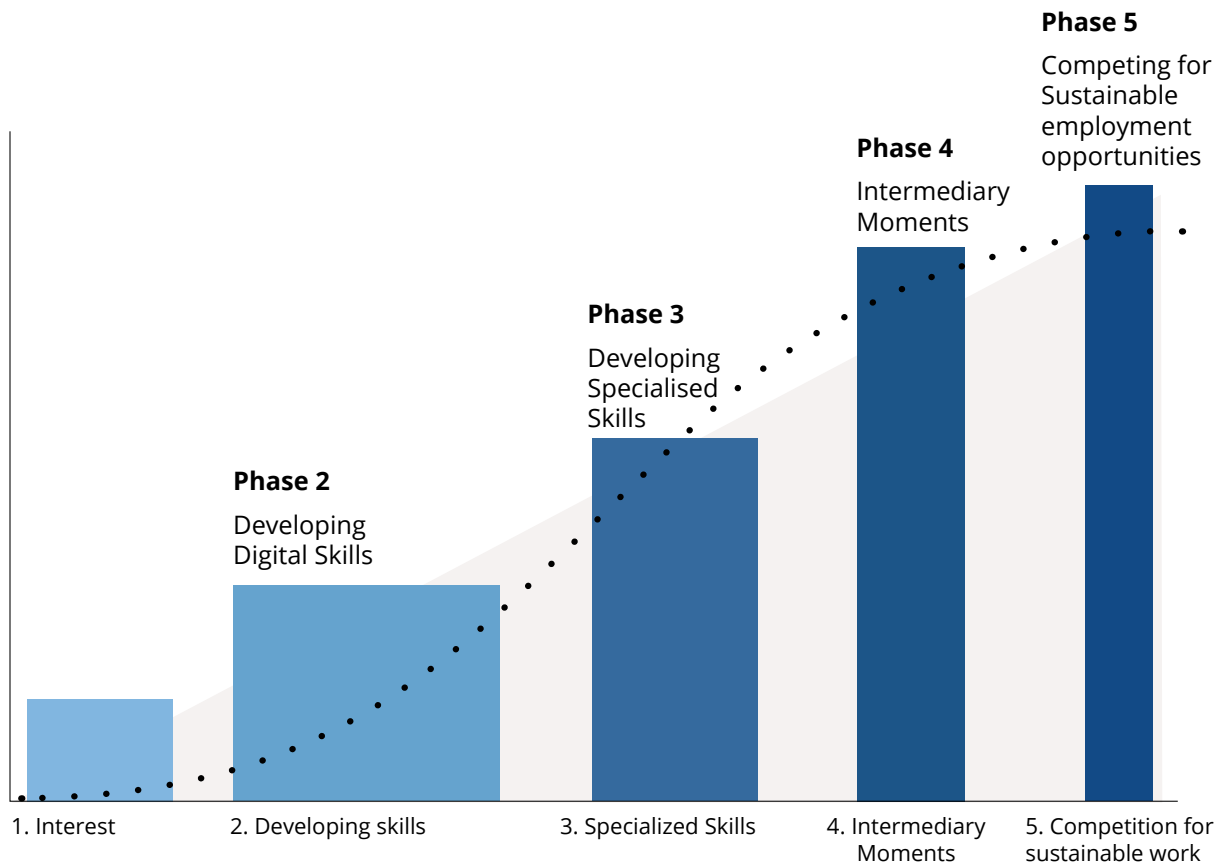 Phase 5
Competing for
Sustainable
employment
opportunities
Phase 4
Intermediary
Moments
Phase 3
Developing
Specialised
Skills
Phase 2
Developing
Digital Skills
1. Interest
2. Developing skills
3. Specialized Skills
4. Intermediary
Moments
5. Competition for
sustainable work